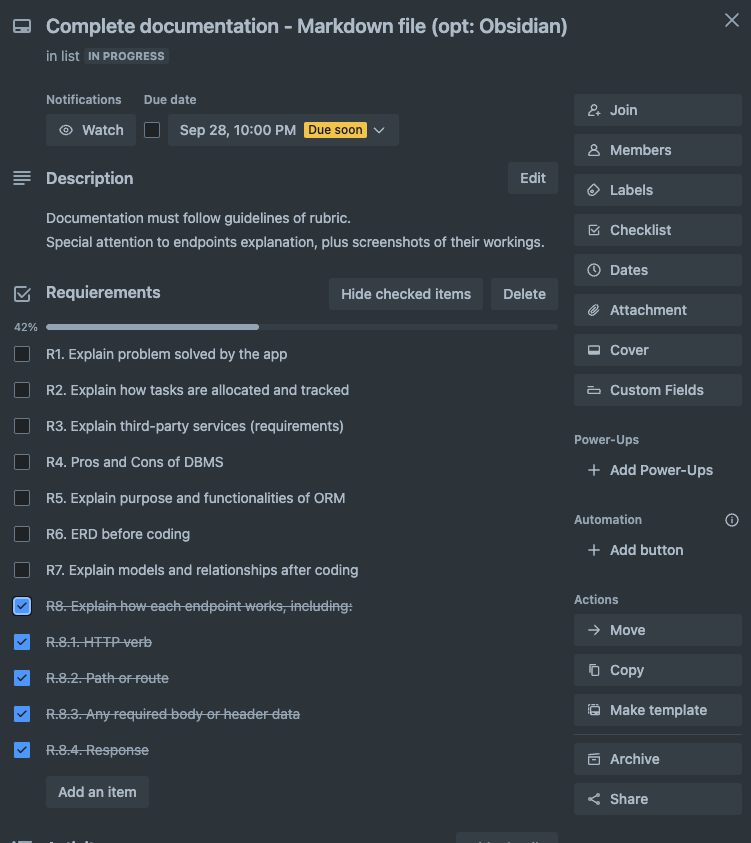 Complete documentation - Markdown file (opt: Obsidian)
in list IN PROGRESS
Notifications
Due date
Watch
Sep 28, 10:00 PM Due soon
Description
Edit
Documentation must follow guidelines of rubric.
Special attention to endpoints explanation, plus screenshots of their workings.
Requierements
Hide checked items
Delete
42%
R1. Explain problem solved by the app
R2. Explain how tasks are allocated and tracked
R3. Explain third-party services (requirements)
R4. Pros and Cons of DBMS
R5. Explain purpose and functionalities of ORM
R6. ERD before coding
R7. Explain models and relationships after coding
R8. Explain how each endpoint works, including:
R.8.1. HTTP verb
R.8.2. Path or route
R.8.3. Any required body or header data
R.8.4. Response
Add an item
Join
Members
Labels
Checklist
Dates
Attachment
Cover
Custom Fields
Power-Ups
Add Power-Ups
Automation
Add button
Actions
Move
Copy
Make template
Archive
Share